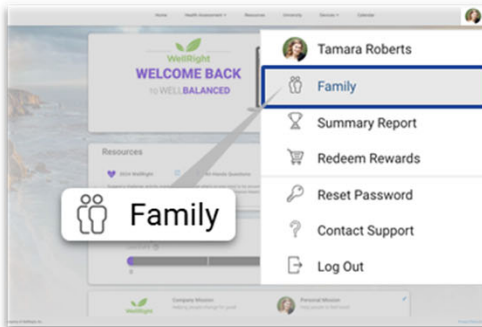 Home Health Assessment Resources University Devices Calendar
WellRight
WELCOME BACK
TO WELLBALANCED
Tamara Roberts
Family
Summary Report
Redeem Rewards
Reset Password
Contact Support
Log Out
Resources
Family
0
Company Mission
Personal Mission